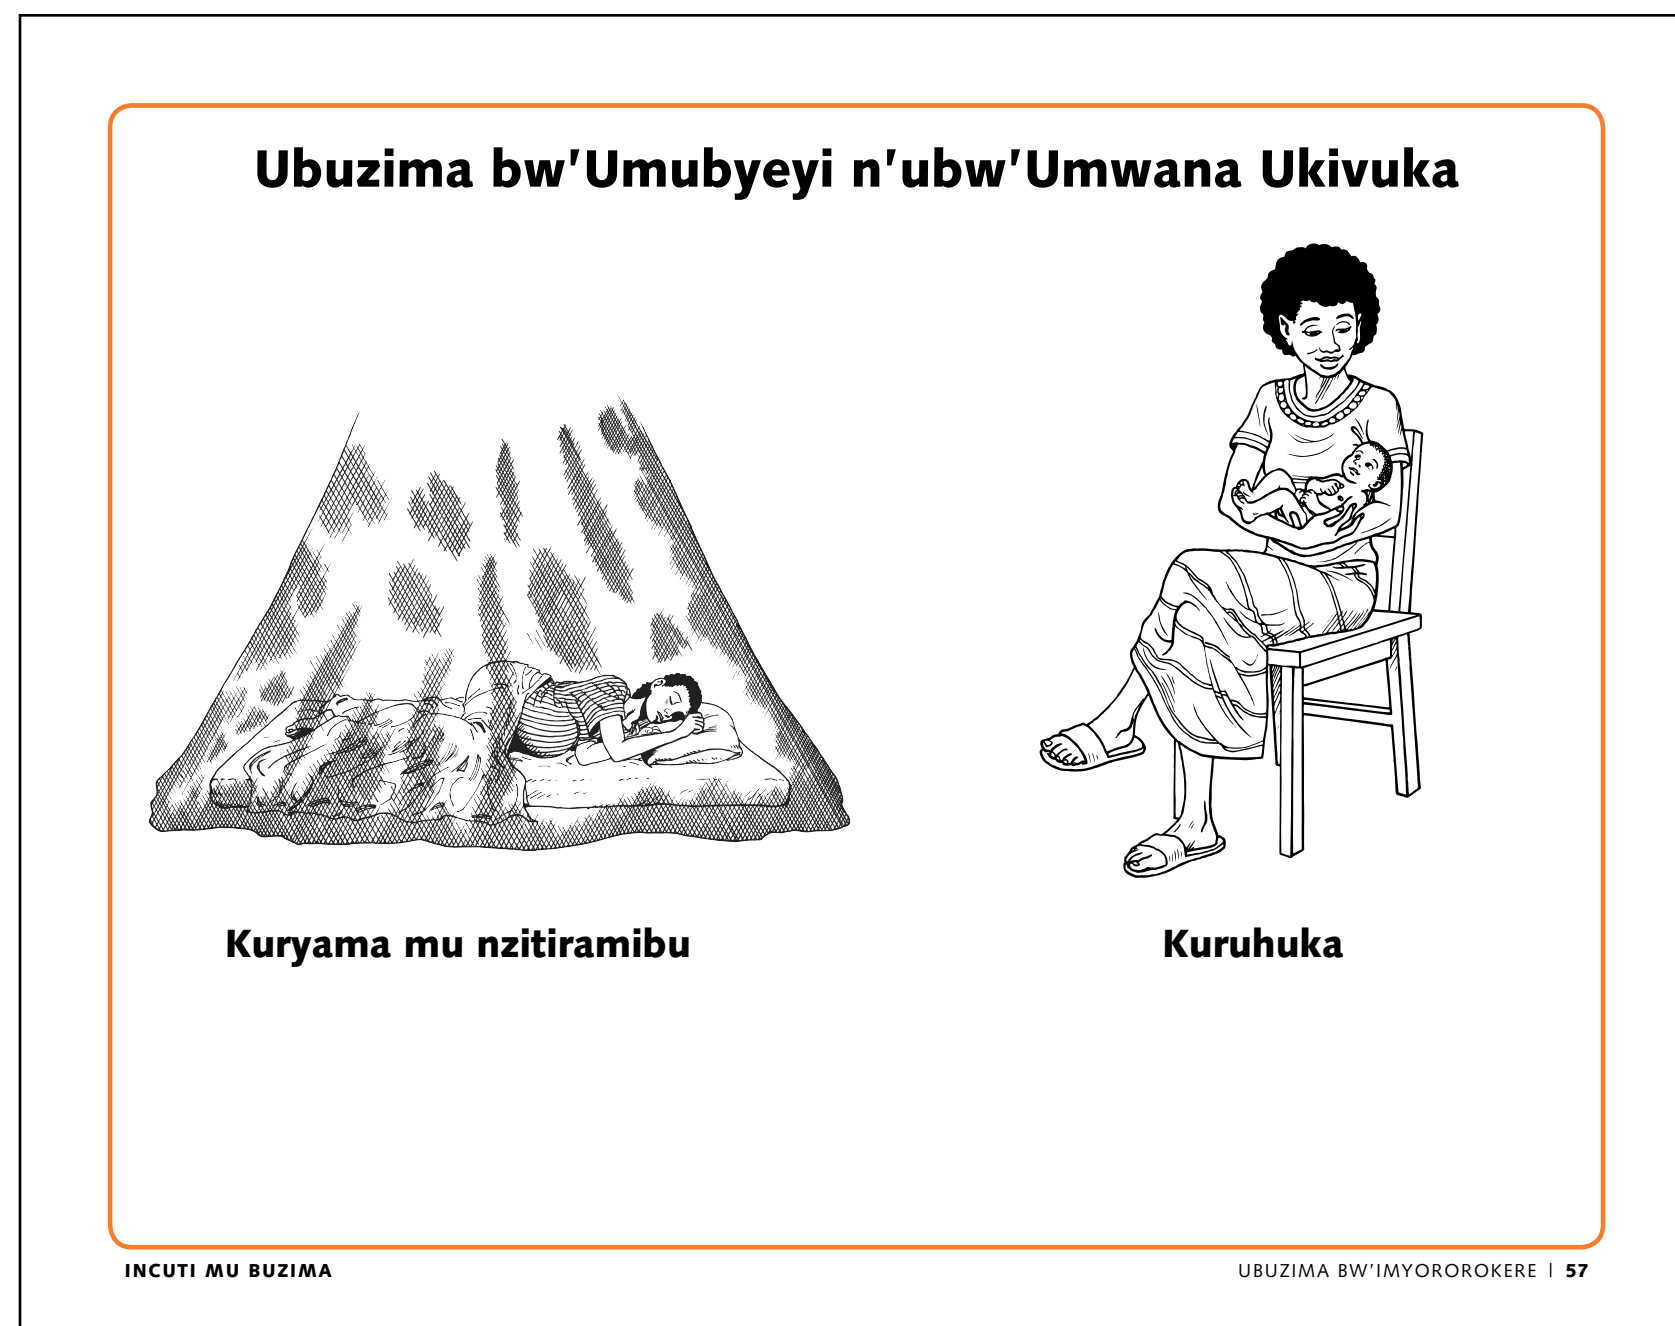 Ubuzima bw'Umubyeyi n'ubw'Umwana Ukivuka
Kuryama mu nzitiramibu
Kuruhuka
INCUTI MU BUZIMA
UBUZIMA BW'IMYOROROKERE | 57